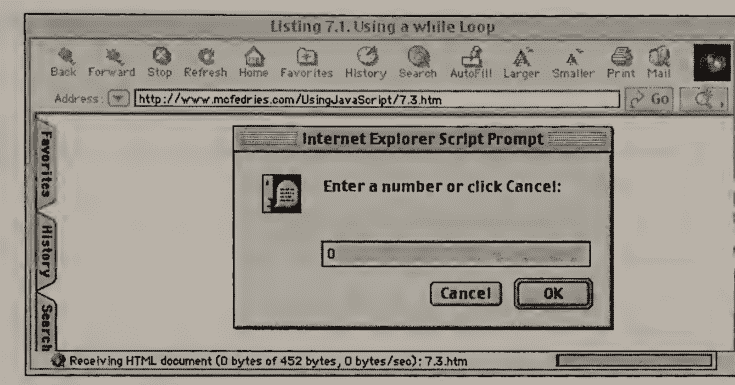 Listing 7.1. Using a while Loop
Back Forward Stop Refresh Home Favorites History Search AutoFill Larger Smaller Print Mail
Address: http://www.mcfedries.com/UsingJavaScript/7.3.htm Go
Favorites
History
Search
Internet Explorer Script Prompt
Enter a number or click Cancel:
0
Cancel OK
Receiving HTML document (0 bytes of 452 bytes, 0 bytes/sec): 7.3.htm